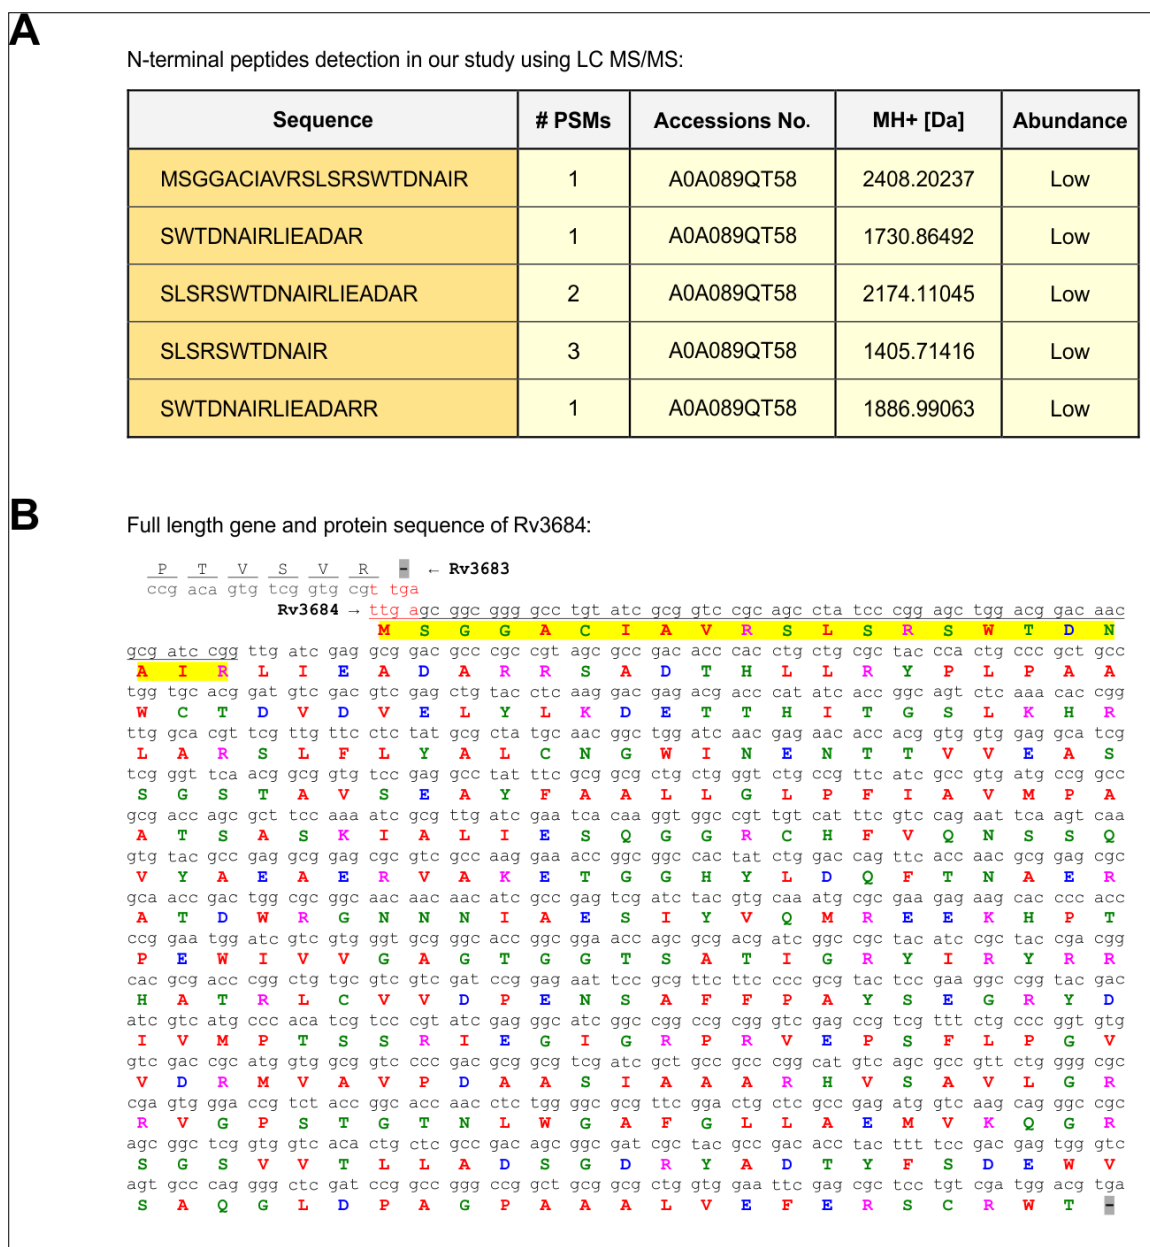 A
N-terminal peptides detection in our study using LC MS/MS:
Sequence # PSMs Accessions No. MH+ [Da] Abundance
MSGGACIAVRSLSRSWTDNAIR 1 A0A089QT58 2408.20237 Low
SWTDNAIRLIEADAR 1 A0A089QT58 1730.86492 Low
SLSRSWTDNAIRLIEADAR 2 A0A089QT58 2174.11045 Low
SLSRSWTDNAIR 3 A0A089QT58 1405.71416 Low
SWTDNAIRLIEADARR 1 A0A089QT58 1886.99063 Low
B
Full length gene and protein sequence of Rv3684:
P T V S V R - ← Rv3683
ccg aca gtg tcg gtg cgt tga
Rv3684 → ttg agc ggc ggg gcc tgt atc gcg gtc cgc agc cta tcc cgg agc tgg acg gac aac
M S G G A C I A V R S L S R S W T D N
gcg atc cgg ttg atc gag gcg gac gcc cgc cgt agc gcc gac acc cac ctg ctg cgc tac cca ctg ccc gct gcc
A I R L I E A D A R R S A D T H L L R Y P L P A A
tgg tgc acg gat gtc gac gtc gag ctg tac ctc aag gac gag acg acc cat atc acc ggc agt ctc aaa cac cgg
W C T D V D V E L Y L K D E T T H I T G S L K H R
ttg gca cgt tcg ttg ttc ctc tat gcg cta tgc aac ggc tgg atc aac gag aac acc acg gtg gtg gag gca tcg
L A R S L F L Y A L C N G W I N E N T T V V E A S
tcg ggt tca acg gcg gtg tcc gag gcc tat ttc gcg gcg ctg ctg ggt ctg ccg ttc atc gcc gtg atg ccg gcc
S G S T A V S E A Y F A A L L G L P F I A V M P A
gcg acc agc gct tcc aaa atc gcg ttg atc gaa tca caa ggt ggc cgt tgt cat ttc gtc cag aat tca agt caa
A T S A S K I A L I E S Q G G R C H F V Q N S S Q
gtg tac gcc gag gcg gag cgc gtc gcc aag gaa acc ggc ggc cac tat ctg gac cag ttc acc aac gcg gag cgc
V Y A E A E R V A K E T G G H Y L D Q F T N A E R
gca acc gac tgg cgc ggc aac aac aac atc gcc gag tcg atc tac gtg caa atg cgc gaa gag aag cac ccc acc
A T D W R G N N N I A E S I Y V Q M R E E K H P T
ccg gaa tgg atc gtc gtg ggt gcg ggc acc ggc gga acc agc gcg acg atc ggc cgc tac atc cgc tac cga cgg
P E W I V V G A G T G G T S A T I G R Y I R Y R R
cac gcg acc cgg ctg tgc gtc gtc gat ccg gag aat tcc gcg ttc ttc ccc gcg tac tcc gaa ggc cgg tac gac
H A T R L C V V D P E N S A F F P A Y S E G R Y D
atc gtc atg ccc aca tcg tcc cgt atc gag ggc atc ggc cgg ccg cgg gtc gag ccg tcg ttt ctg ccc ggt gtg
I V M P T S S R I E G I G R P R V E P S F L P G V
gtc gac cgc atg gtg gcg gtc ccc gac gcg gcg tcg atc gct gcc gcc cgg cat gtc agc gcc gtt ctg ggg cgc
V D R M V A V P D A A S I A A A R H V S A V L G R
cga gtg gga ccg tct acc ggc acc aac ctc tgg ggc gcg ttc gga ctg ctc gcc gag atg gtc aag cag ggc cgc
R V G P S T G T N L W G A F G L L A E M V K Q G R
agc ggc tcg gtg gtc aca ctg ctc gcc gac agc ggc gat cgc tac gcc gac acc tac ttt tcc gac gag tgg gtc
S G S V V T L L A D S G D R Y A D T Y F S D E W V
agt gcc cag ggg ctc gat ccg gcc ggg ccg gct gcg gcg ctg gtg gaa ttc gag cgc tcc tgt cga tgg acg tga
S A Q G L D P A G P A A A L V E F E R S C R W T -